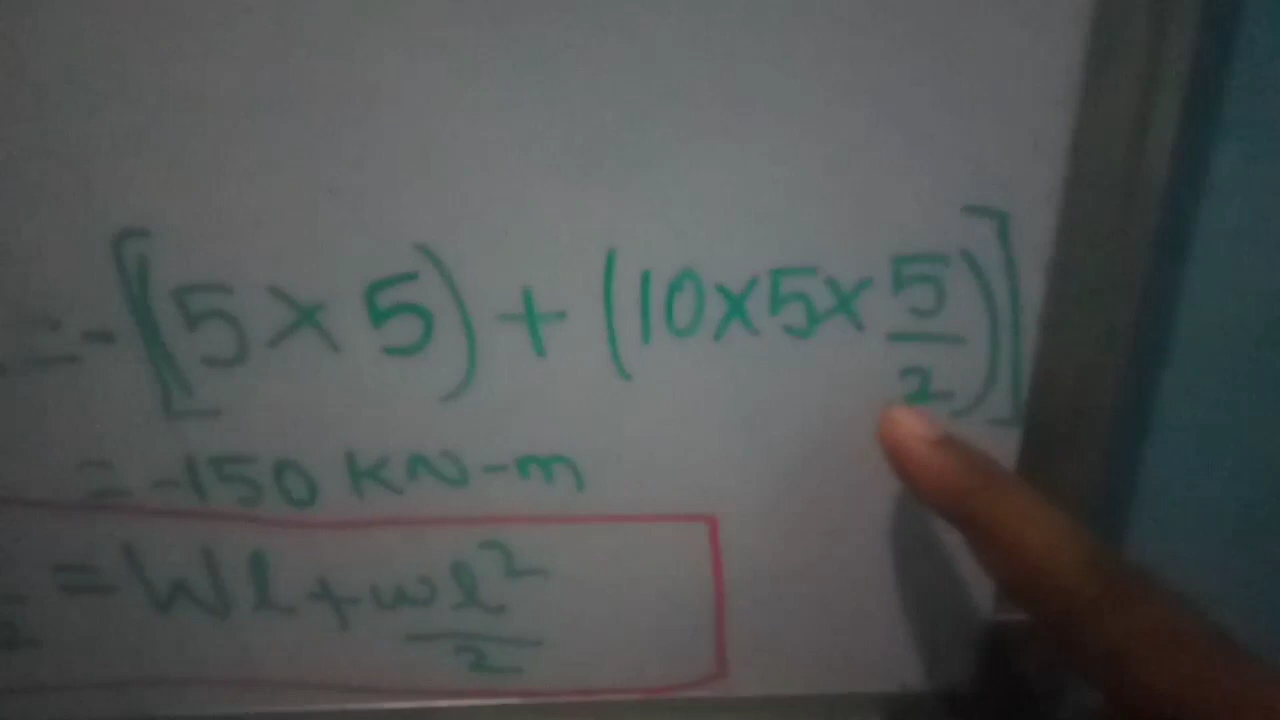 = -[5 × 5) + (10×5×5/2)]
= -150 KN-m
= Wl + wl²/2